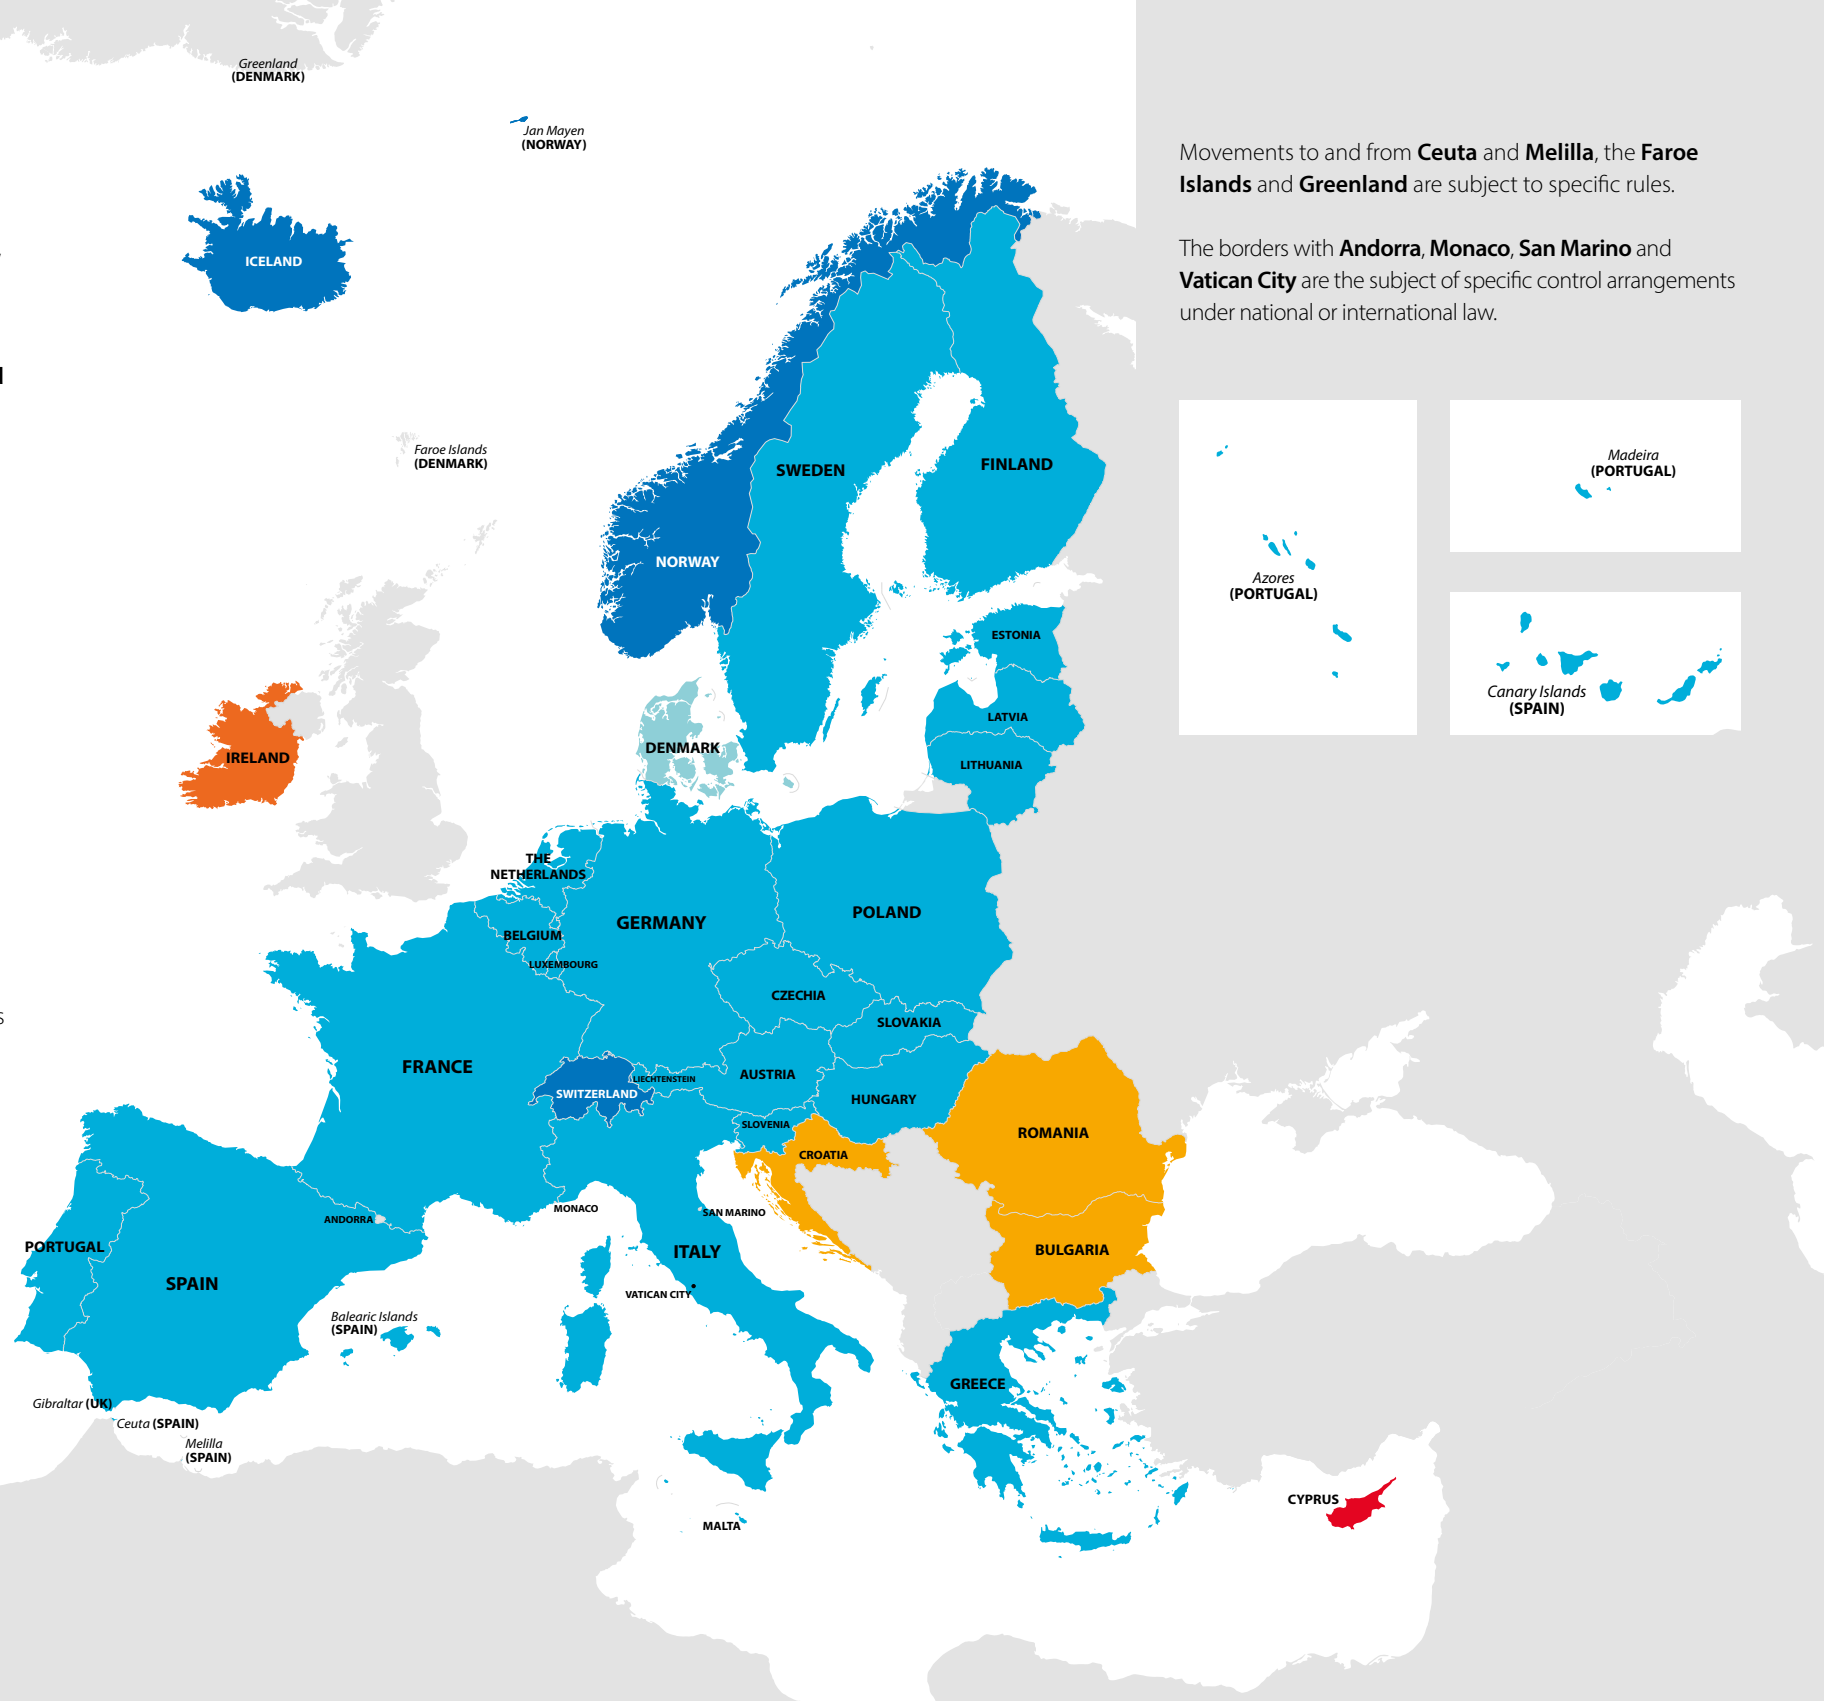 Greenland
(DENMARK)
Jan Mayen
(NORWAY)
Movements to and from Ceuta and Melilla, the Faroe
Islands and Greenland are subject to specific rules.
The borders with Andorra, Monaco, San Marino and
Vatican City are the subject of specific control arrangements
under national or international law.
ICELAND
Faroe Islands
(DENMARK)
SWEDEN
FINLAND
NORWAY
Madeira
(PORTUGAL)
Azores
(PORTUGAL)
Canary Islands
(SPAIN)
ESTONIA
LATVIA
LITHUANIA
DENMARK
IRELAND
THE
NETHERLANDS
GERMANY
POLAND
BELGIUM
LUXEMBOURG
CZECHIA
SLOVAKIA
FRANCE
AUSTRIA
LIECHTENSTEIN
SWITZERLAND
HUNGARY
SLOVENIA
CROATIA
ROMANIA
MONACO
SAN MARINO
ANDORRA
PORTUGAL
SPAIN
ITALY
BULGARIA
VATICAN CITY
Balearic Islands
(SPAIN)
GREECE
Gibraltar (UK)
Ceuta (SPAIN)
Melilla
(SPAIN)
MALTA
CYPRUS